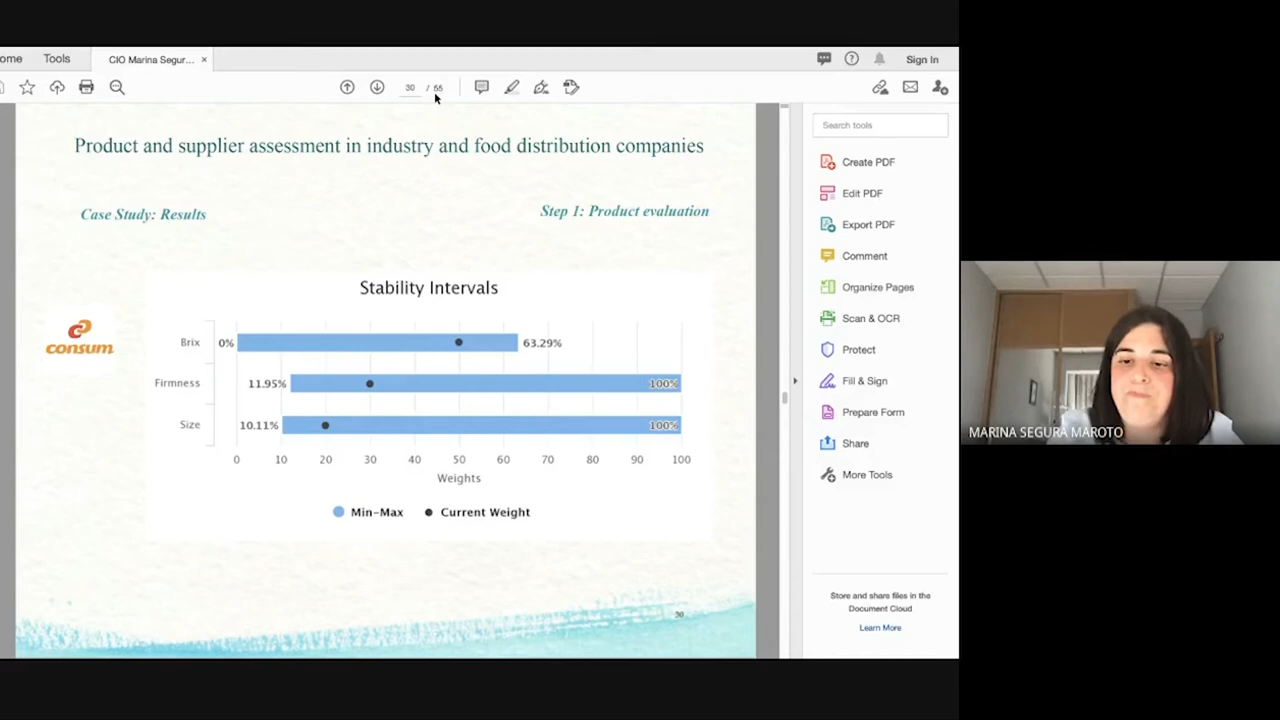 ome
Tools
CIO Marina Segur... ×
Sign In
30 / 55
Search tools
Create PDF
Edit PDF
Export PDF
Comment
Organize Pages
Scan & OCR
Protect
Fill & Sign
Prepare Form
Share
More Tools
Store and share files in the
Document Cloud
Learn More
Product and supplier assessment in industry and food distribution companies
Case Study: Results
Step 1: Product evaluation
consum
Stability Intervals
Brix 0% 63.29%
Firmness 11.95% 100%
Size 10.11% 100%
0 10 20 30 40 50 60 70 80 90 100
Weights
Min-Max Current Weight
30
MARINA SEGURA MAROTO